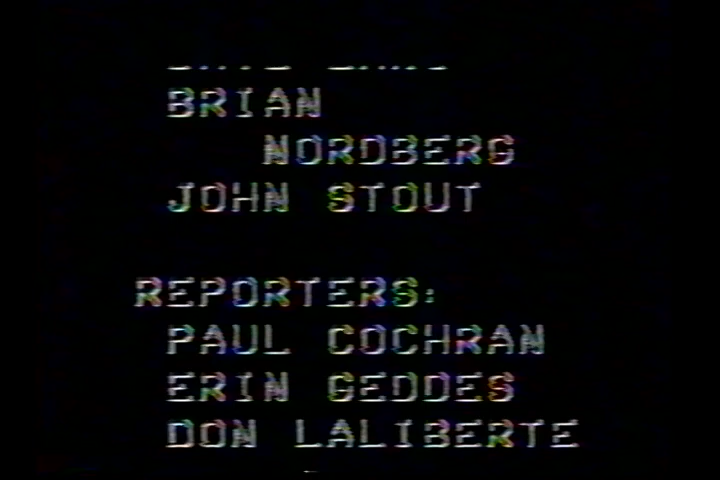 BRIAN
NORDBERG
JOHN STOUT
REPORTERS:
PAUL COCHRAN
ERIN GEDDES
DON LALIBERTE